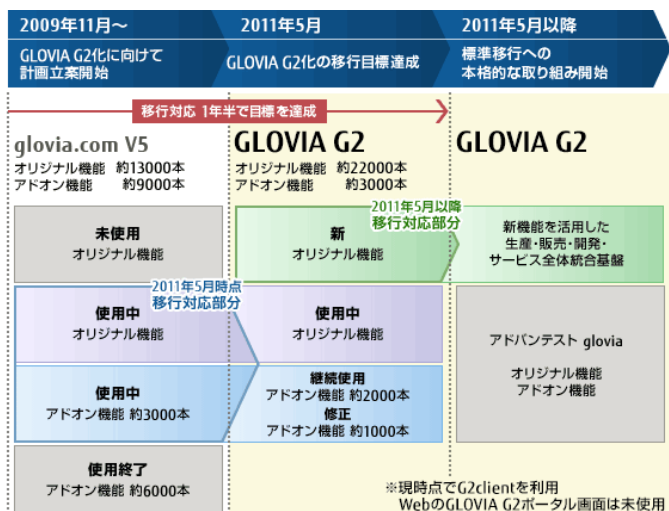 2009年11月～
GLOVIA G2化に向けて
計画立案開始
2011年5月
GLOVIA G2化の移行目標達成
2011年5月以降
標準移行への
本格的な取り組み開始
移行対応 1年半で目標を達成
glovia.com V5
オリジナル機能 約13000本
アドオン機能 約9000本
GLOVIA G2
オリジナル機能 約22000本
アドオン機能 約3000本
GLOVIA G2
未使用
オリジナル機能
新
オリジナル機能
2011年5月以降
移行対応部分
新機能を活用した
生産・販売・開発・
サービス全体統合基盤
2011年5月時点
移行対応部分
使用中
オリジナル機能
使用中
オリジナル機能
アドバンテスト glovia
オリジナル機能
アドオン機能
使用中
アドオン機能 約3000本
継続使用
アドオン機能 約2000本
修正
アドオン機能 約1000本
使用終了
アドオン機能 約6000本
※現時点でG2clientを利用
WebのGLOVIA G2ポータル画面は未使用